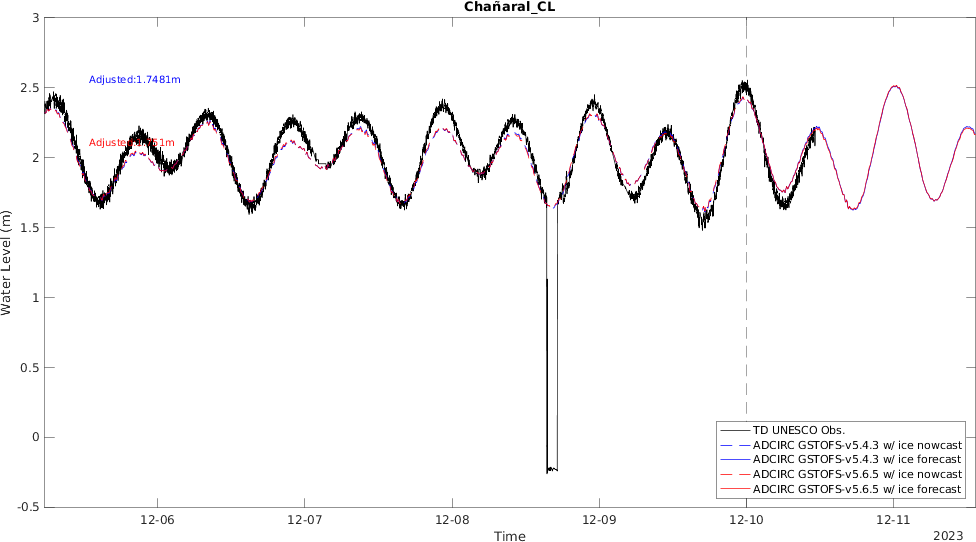 Chañaral_CL
3
Adjusted:1.7481m
2.5
2
1.5
1
0.5
0
-0.5
Water Level (m)
TD UNESCO Obs.
ADCIRC GSTOFS-v5.4.3 w/ ice nowcast
ADCIRC GSTOFS-v5.4.3 w/ ice forecast
ADCIRC GSTOFS-v5.6.5 w/ ice nowcast
ADCIRC GSTOFS-v5.6.5 w/ ice forecast
12-06 12-07 12-08 12-09 12-10 12-11
Time
2023